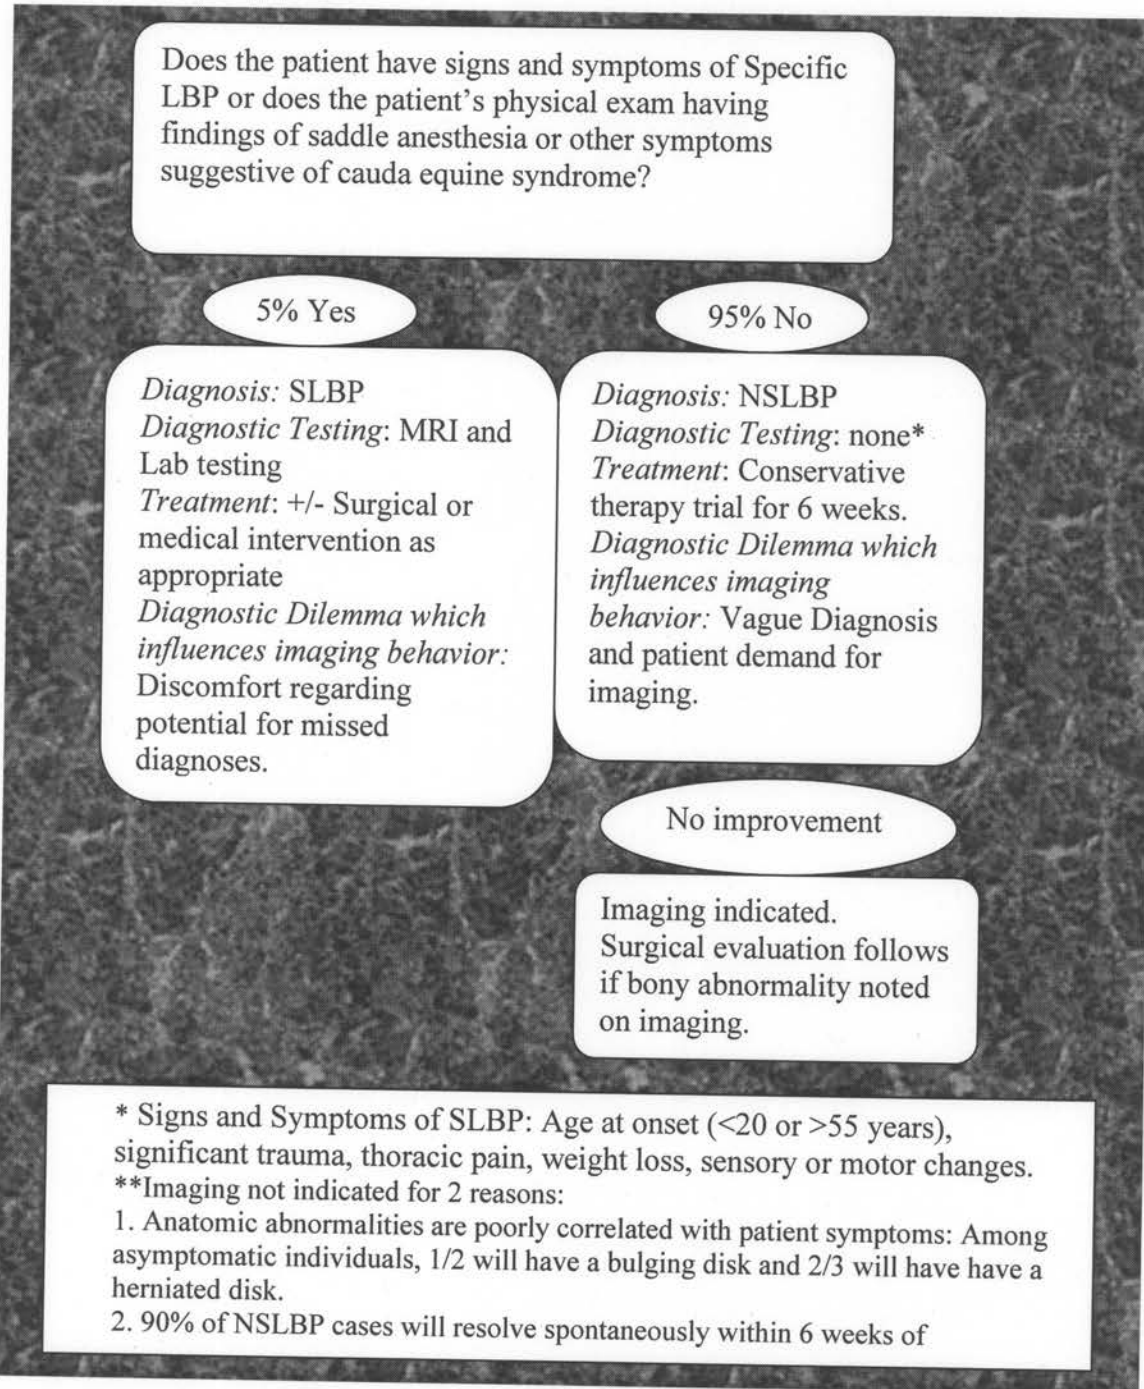 Does the patient have signs and symptoms of Specific
LBP or does the patient's physical exam having
findings of saddle anesthesia or other symptoms
suggestive of cauda equine syndrome?
5% Yes
95% No
Diagnosis: SLBP
Diagnostic Testing: MRI and
Lab testing
Treatment: +/- Surgical or
medical intervention as
appropriate
Diagnostic Dilemma which
influences imaging behavior:
Discomfort regarding
potential for missed
diagnoses.
Diagnosis: NSLBP
Diagnostic Testing: none*
Treatment: Conservative
therapy trial for 6 weeks.
Diagnostic Dilemma which
influences imaging
behavior: Vague Diagnosis
and patient demand for
imaging.
No improvement
Imaging indicated.
Surgical evaluation follows
if bony abnormality noted
on imaging.
* Signs and Symptoms of SLBP: Age at onset (<20 or >55 years),
significant trauma, thoracic pain, weight loss, sensory or motor changes.
**Imaging not indicated for 2 reasons:
1. Anatomic abnormalities are poorly correlated with patient symptoms: Among
asymptomatic individuals, 1/2 will have a bulging disk and 2/3 will have have a
herniated disk.
2. 90% of NSLBP cases will resolve spontaneously within 6 weeks of